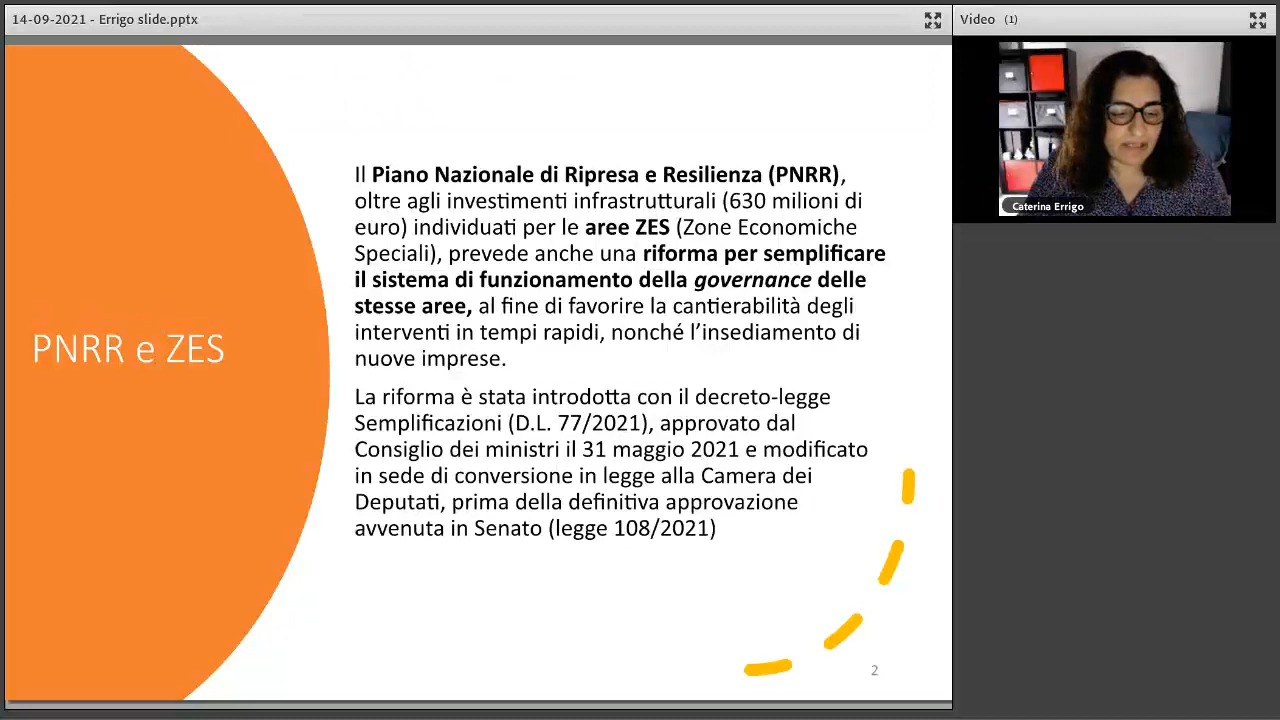 14-09-2021 - Errigo slide.pptx
Video (1)
Caterina Errigo
PNRR e ZES
Il Piano Nazionale di Ripresa e Resilienza (PNRR),
oltre agli investimenti infrastrutturali (630 milioni di
euro) individuati per le aree ZES (Zone Economiche
Speciali), prevede anche una riforma per semplificare
il sistema di funzionamento della governance delle
stesse aree, al fine di favorire la cantierabilità degli
interventi in tempi rapidi, nonché l’insediamento di
nuove imprese.
La riforma è stata introdotta con il decreto-legge
Semplificazioni (D.L. 77/2021), approvato dal
Consiglio dei ministri il 31 maggio 2021 e modificato
in sede di conversione in legge alla Camera dei
Deputati, prima della definitiva approvazione
avvenuta in Senato (legge 108/2021)
2